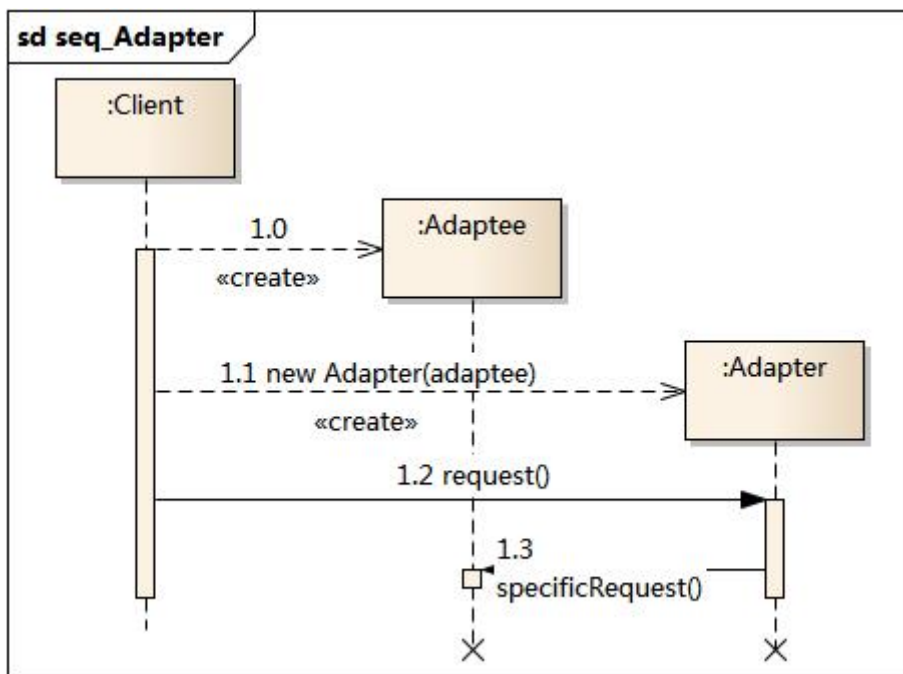 sd seq_Adapter
:Client
:Adaptee
1.0
«create»
:Adapter
1.1 new Adapter(adaptee)
«create»
1.2 request()
1.3
specificRequest()